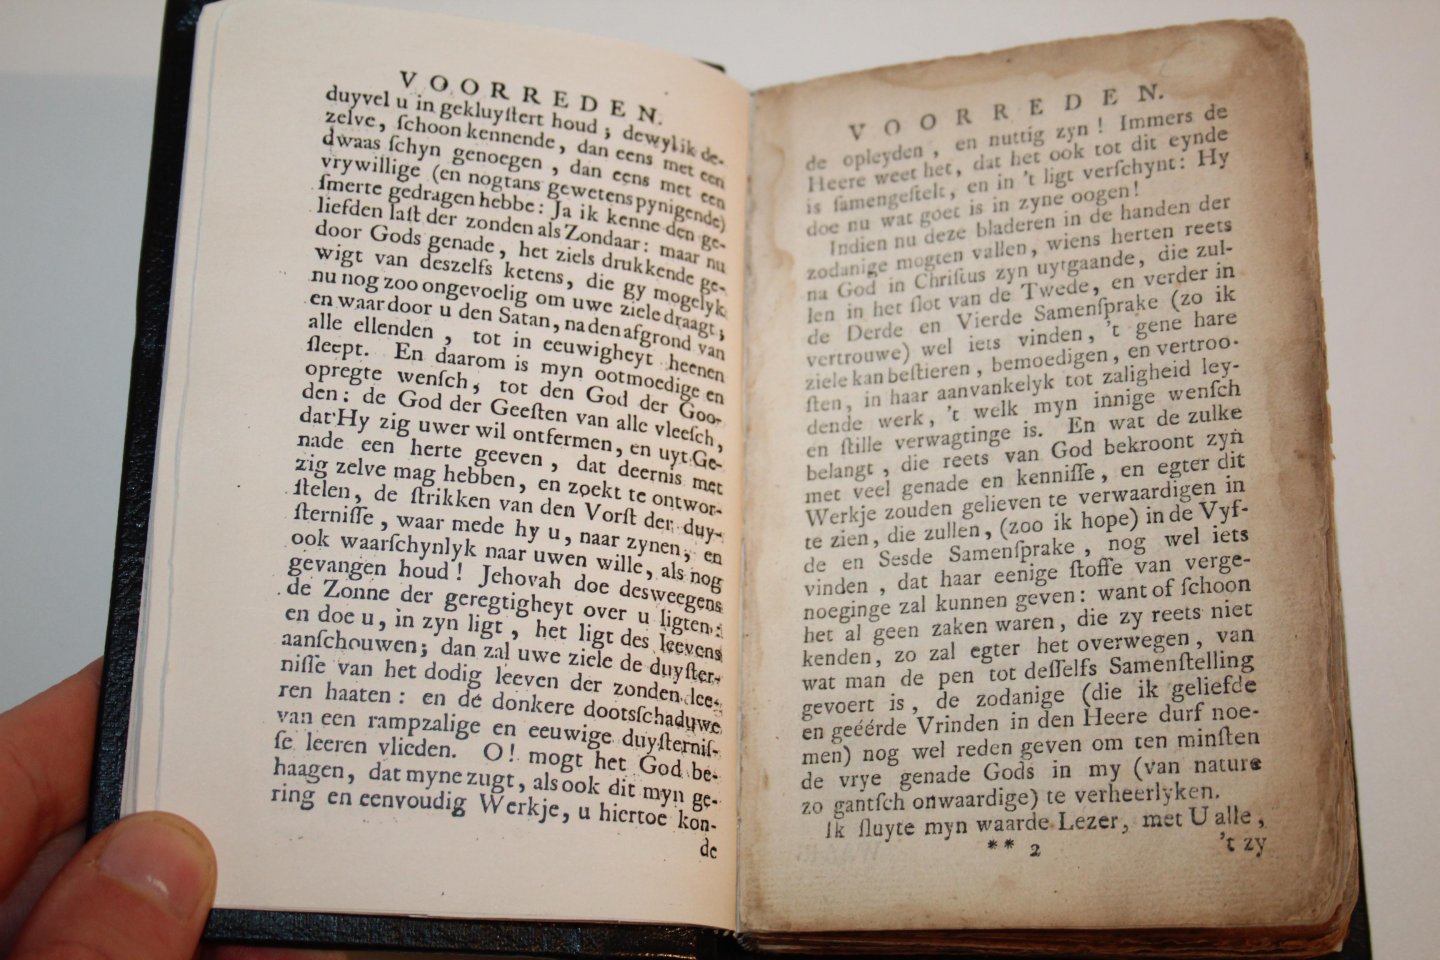 VOORREDEN.
duyvel u in gekluyſtert houd; dewylik de-
zelve, ſchoon kennende, dan eens met een
dwaas ſchyn genoegen, dan eens met een
vrywillige (en nogtans gewetens pynigende)
ſmerte gedragen hebbe: Ja ik kenne den ge-
liefden laſt der zonden als Zondaar: maar nu
door Gods genade, het ziels drukkende ge-
wigt van deszelfs ketens, die gy mogelyk
nu nog zoo ongevoelig om uwe ziele draagt;
en waar door u den Satan, na den afgrond van
alle ellenden, tot in eeuwigheyt heenen
ſleept. En daarom is myn ootmoedige en
opregte wenſch, tot den God der Goo-
den: de God der Geeſten van alle vleeſch,
dat Hy zig uwer wil ontfermen, en uyt Ge-
nade een herte geeven, dat deernis met
zig zelve mag hebben, en zoekt te ontwor-
ſtelen, de ſtrikken van den Vorſt der duy-
ſterniſſe, waar mede hy u, naar zynen, en
ook waarſchynlyk naar uwen wille, als nog
gevangen houd! Jehovah doe desweegens
de Zonne der geregtigheyt over u ligten:
en doe u, in zyn ligt, het ligt des leevens
aanſchouwen; dan zal uwe ziele de duyſter-
niſſe van het dodig leeven der zonden lee-
ren haaten: en de donkere dootsſchaduwe
van een rampzalige en eeuwige duyſterniſ-
ſe leeren vlieden. O! mogt het God be-
haagen, dat myne zugt, als ook dit myn ge-
ring en eenvoudig Werkje, u hiertoe kon-
de
VOORREDEN.
de opleyden, en nuttig zyn! Immers de
Heere weet het, dat het ook tot dit eynde
is ſamengeſtelt, en in 't ligt verſchynt: Hy
doe nu wat goet is in zyne oogen!
Indien nu deze bladeren in de handen der
zodanige mogten vallen, wiens herten reets
na God in Chriſtus zyn uytgaande, die zul-
len in het ſlot van de Twede, en verder in
de Derde en Vierde Samenſprake (zo ik
vertrouwe) wel iets vinden, 't gene hare
ziele kan beſtieren, bemoedigen, en vertroo-
ſten, in haar aanvankelyk tot zaligheid ley-
dende werk, 't welk myn innige wenſch
en ſtille verwagtinge is. En wat de zulke
belangt, die reets van God bekroont zyn
met veel genade en kenniſſe, en egter dit
Werkje zouden gelieven te verwaardigen in
te zien, die zullen, (zoo ik hope) in de Vyf-
de en Sesde Samenſprake, nog wel iets
vinden, dat haar eenige ſtoffe van verge-
noeginge zal kunnen geven: want of ſchoon
het al geen zaken waren, die zy reets niet
kenden, zo zal egter het overwegen, van
wat man de pen tot deſſelfs Samenſtelling
gevoert is, de zodanige (die ik geliefde
en geéérde Vrinden in den Heere durf noe-
men) nog wel reden geven om ten minſten
de vrye genade Gods in my (van nature
zo gantſch onwaardige) te verheerlyken.
Ik ſluyte myn waarde Lezer, met U alle,
** 2 't zy